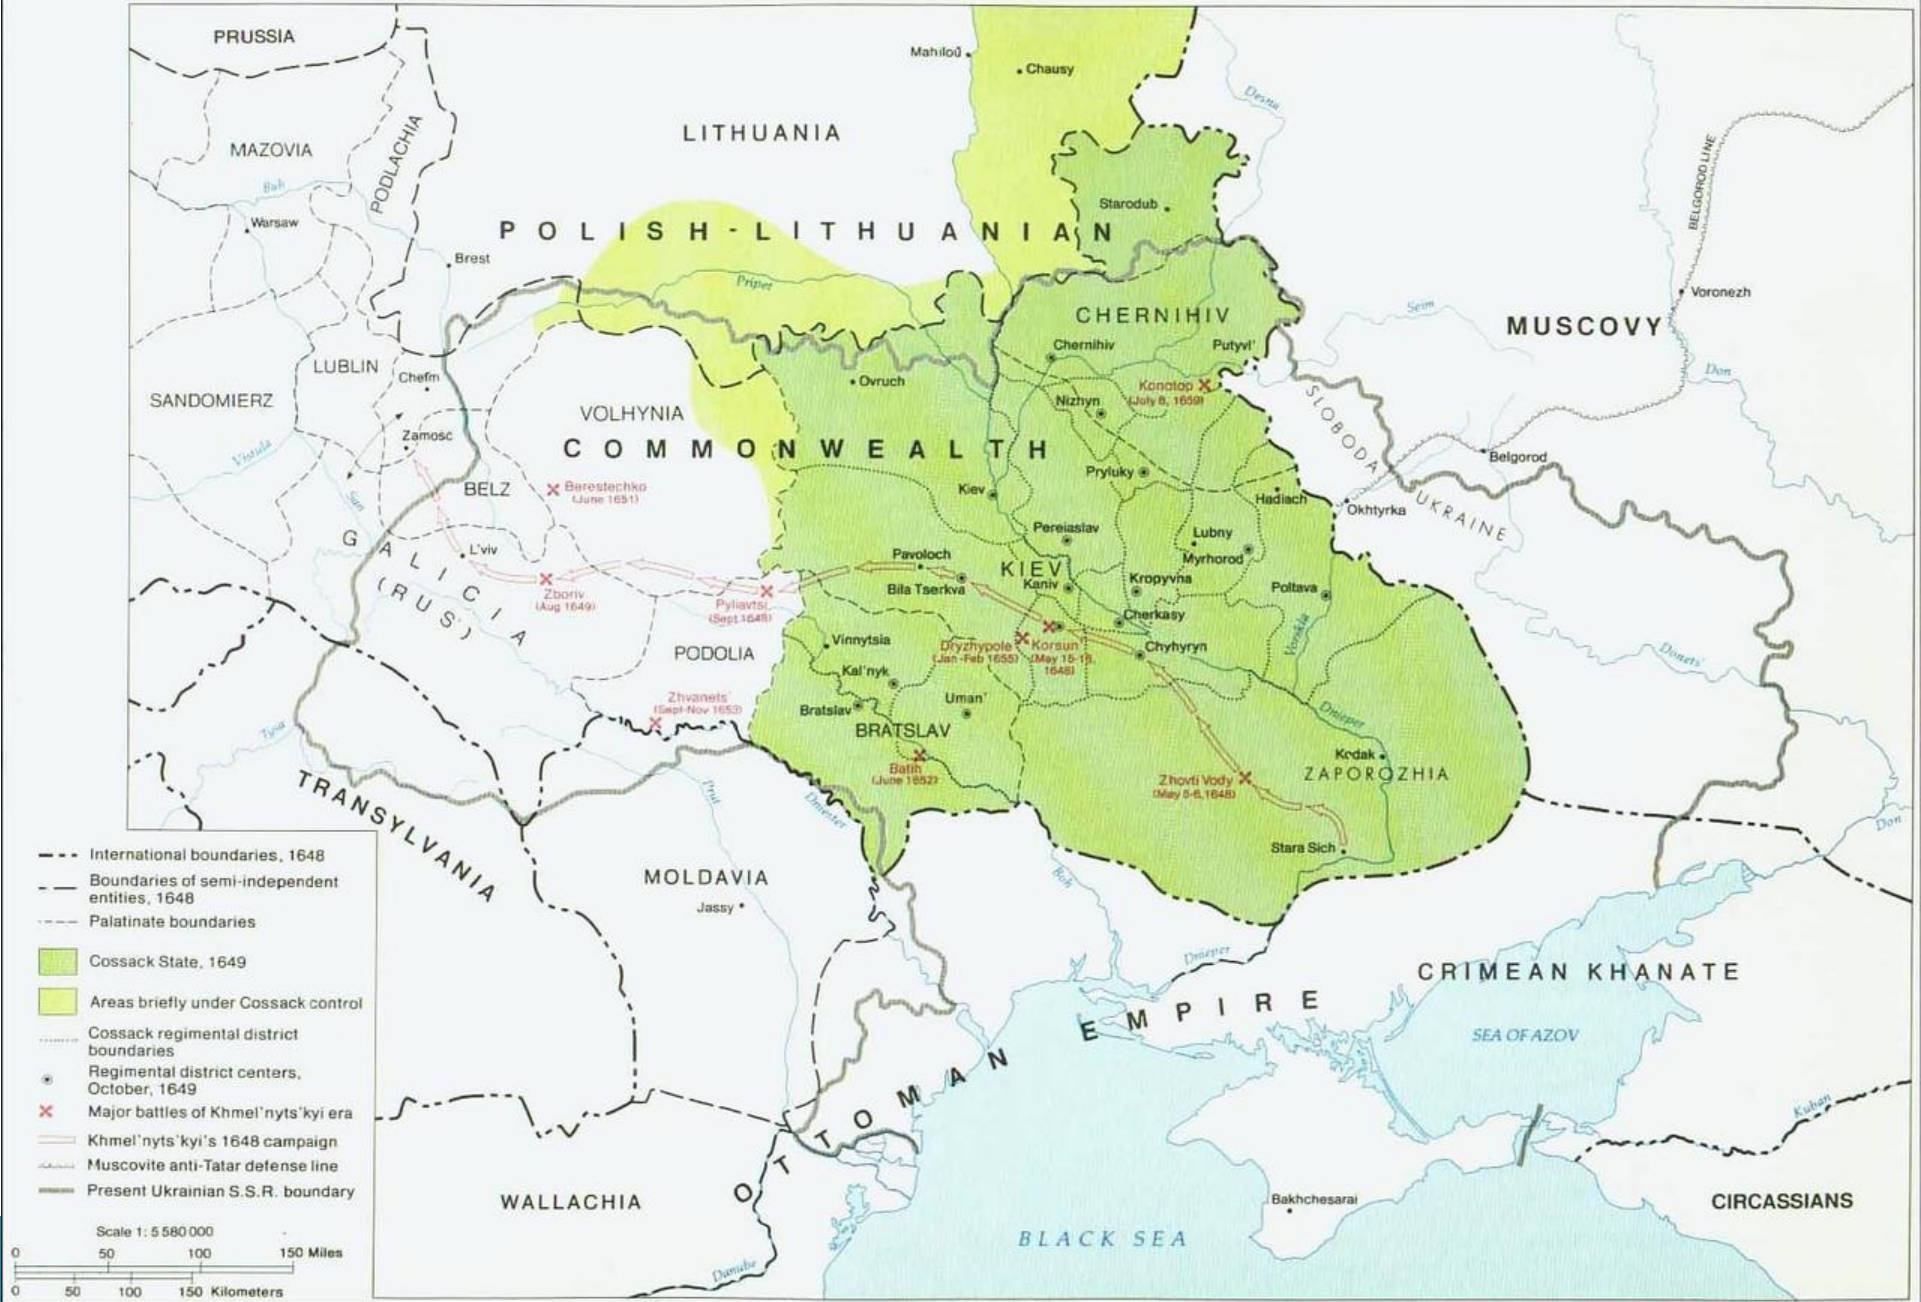 PRUSSIA
Mahiloŭ
Chausy
Desna
LITHUANIA
MAZOVIA
PODLACHIA
BELGOROD LINE
Buh
Warsaw
Starodub
POLISH-LITHUANIAN
Brest
Pripet
Voronezh
Seim
CHERNIHIV
MUSCOVY
Chernihiv
Putyvl'
LUBLIN
Chełm
Ovruch
Don
Konotop
(July 8, 1659)
SANDOMIERZ
Nizhyn
VOLHYNIA
SLOBODA
UKRAINE
Zamość
COMMONWEALTH
Vistula
Belgorod
Pryluky
San
BELZ
Berestechko
(June 1651)
Kiev
Hadiach
Okhtyrka
Pereiaslav
Lubny
GALICIA
(RUS')
L'viv
Pavoloch
Myrhorod
KIEV
Kaniv
Kropyvna
Bila Tserkva
Poltava
Zboriv
(Aug 1649)
Pyliavtsi
(Sept. 1648)
Cherkasy
Vorskla
Vinnytsia
Dryzhypole
(Jan-Feb 1655)
Korsun'
(May 15-16,
1648)
Chyhyryn
PODOLIA
Donets'
Kal'nyk
Zhvanets'
(Sept-Nov 1653)
Uman'
Bratslav
Dnieper
BRATSLAV
Tysa
Kodak
Batih
(June 1652)
Zhovti Vody
(May 5-6, 1648)
ZAPOROZHIA
TRANSYLVANIA
Prut
Dniester
Don
Stara Sich
MOLDAVIA
Boh
Jassy
Dnieper
CRIMEAN KHANATE
OTTOMAN EMPIRE
SEA OF AZOV
Kuban
WALLACHIA
Bakhchesarai
CIRCASSIANS
BLACK SEA
Danube
International boundaries, 1648
Boundaries of semi-independent
entities, 1648
Palatinate boundaries
Cossack State, 1649
Areas briefly under Cossack control
Cossack regimental district
boundaries
Regimental district centers,
October, 1649
Major battles of Khmel'nyts'kyi era
Khmel'nyts'kyi's 1648 campaign
Muscovite anti-Tatar defense line
Present Ukrainian S.S.R. boundary
Scale 1: 5 580 000
0 50 100 150 Miles
0 50 100 150 Kilometers